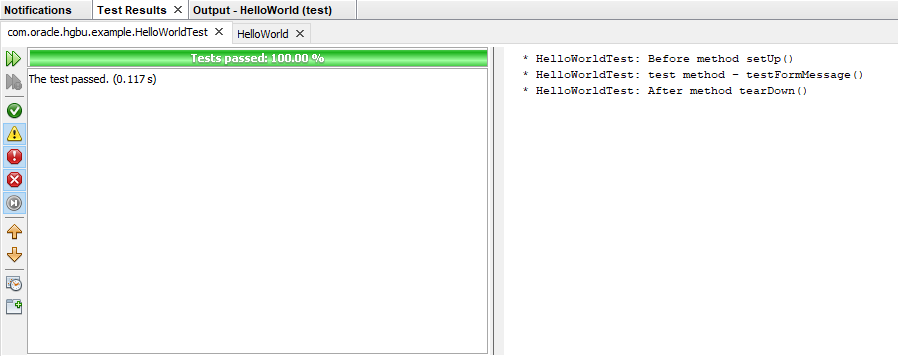 Notifications Test Results Output - HelloWorld (test)
com.oracle.hgbu.example.HelloWorldTest HelloWorld
Tests passed: 100.00 %
The test passed. (0.117 s)
* HelloWorldTest: Before method setUp()
* HelloWorldTest: test method - testFormMessage()
* HelloWorldTest: After method tearDown()